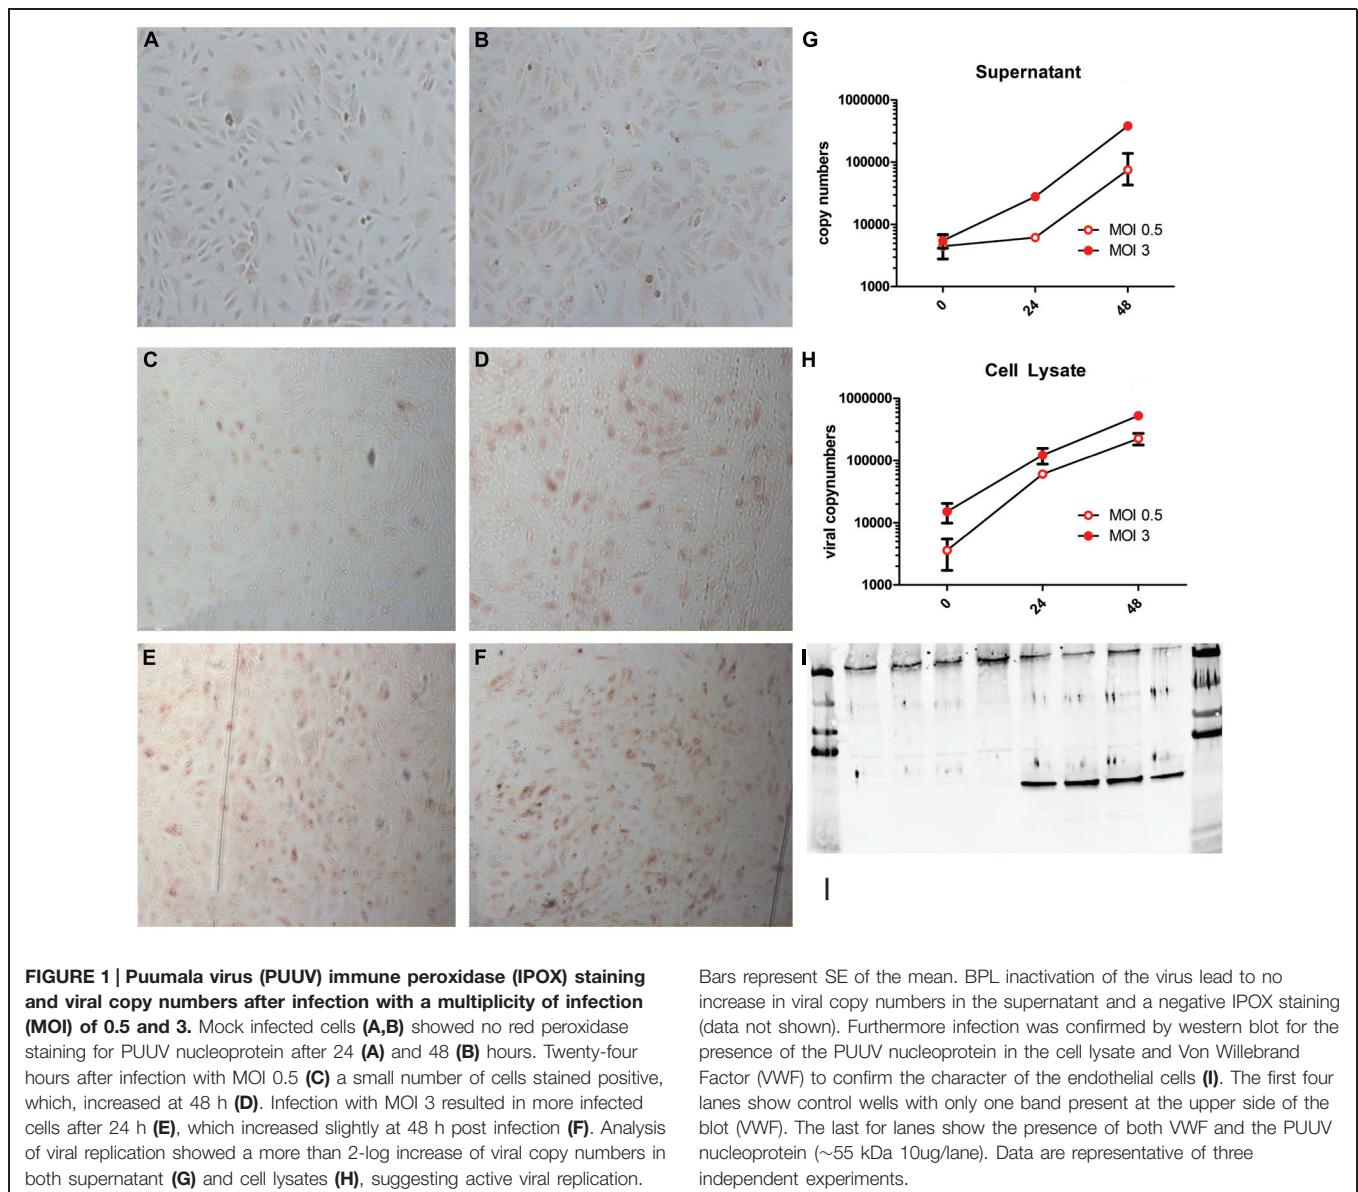 A
B
G
Supernatant
1000000
100000
10000
1000
copy numbers
MOI 0.5
MOI 3
0
24
48
C
D
H
Cell Lysate
1000000
100000
10000
1000
viral copynumbers
MOI 0.5
MOI 3
0
24
48
E
F
I
FIGURE 1 | Puumala virus (PUUV) immune peroxidase (IPOX) staining
and viral copy numbers after infection with a multiplicity of infection
(MOI) of 0.5 and 3. Mock infected cells (A,B) showed no red peroxidase
staining for PUUV nucleoprotein after 24 (A) and 48 (B) hours. Twenty-four
hours after infection with MOI 0.5 (C) a small number of cells stained positive,
which, increased at 48 h (D). Infection with MOI 3 resulted in more infected
cells after 24 h (E), which increased slightly at 48 h post infection (F). Analysis
of viral replication showed a more than 2-log increase of viral copy numbers in
both supernatant (G) and cell lysates (H), suggesting active viral replication.
Bars represent SE of the mean. BPL inactivation of the virus lead to no
increase in viral copy numbers in the supernatant and a negative IPOX staining
(data not shown). Furthermore infection was confirmed by western blot for the
presence of the PUUV nucleoprotein in the cell lysate and Von Willebrand
Factor (VWF) to confirm the character of the endothelial cells (I). The first four
lanes show control wells with only one band present at the upper side of the
blot (VWF). The last for lanes show the presence of both VWF and the PUUV
nucleoprotein (∼55 kDa 10ug/lane). Data are representative of three
independent experiments.